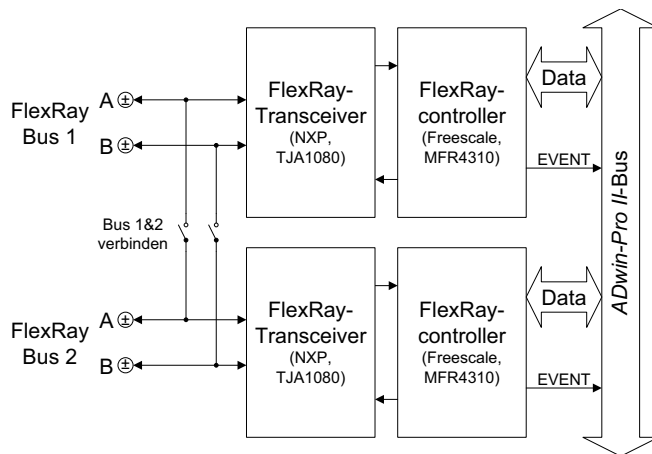 FlexRay
Bus 1
A
B
FlexRay-
Transceiver
(NXP,
TJA1080)
FlexRay-
controller
(Freescale,
MFR4310)
Data
EVENT
Bus 1&2
verbinden
FlexRay
Bus 2
A
B
FlexRay-
Transceiver
(NXP,
TJA1080)
FlexRay-
controller
(Freescale,
MFR4310)
Data
EVENT
ADwin-Pro II-Bus